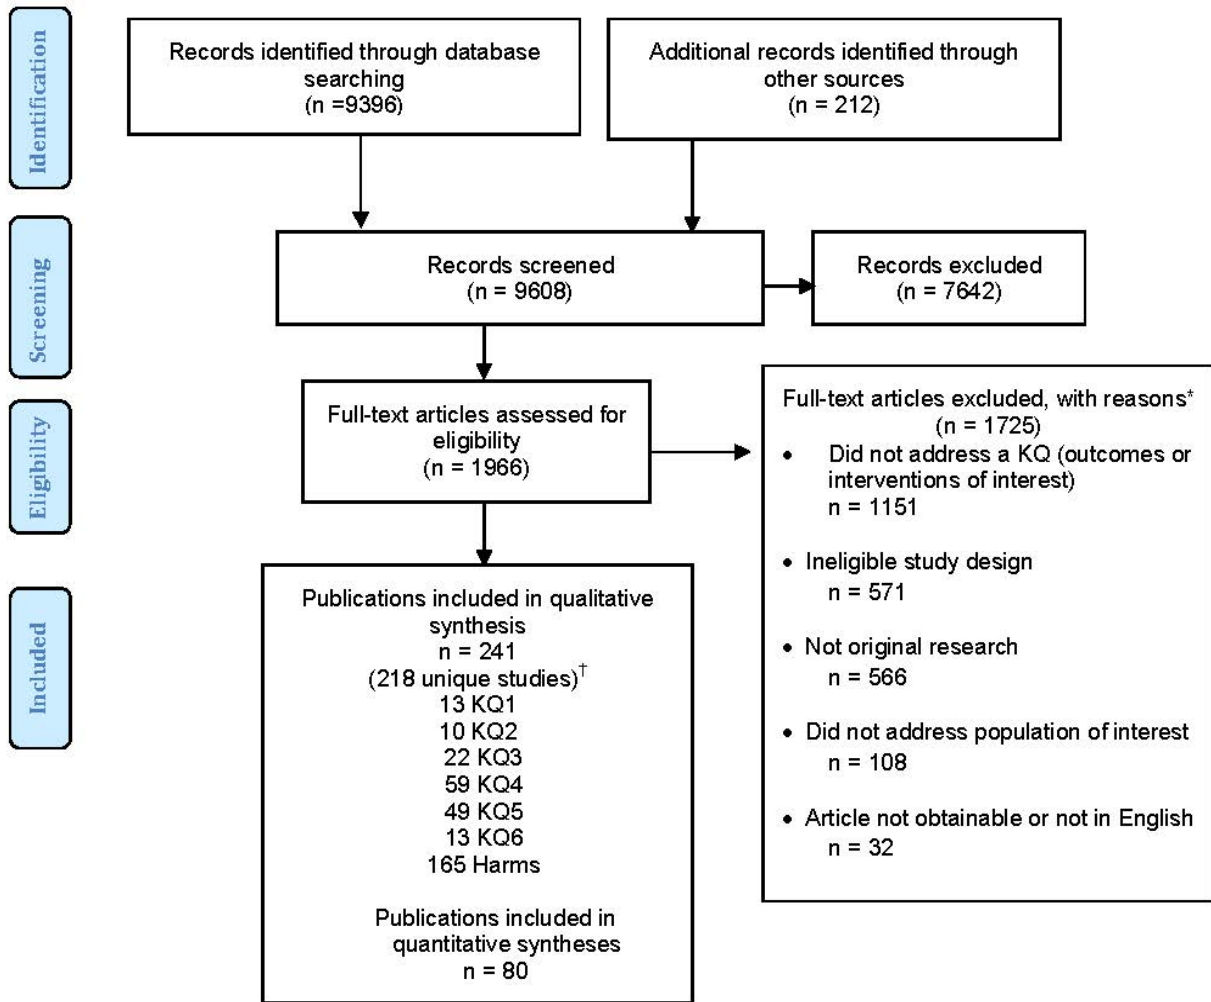 Identification
Records identified through database
searching
(n =9396)
Additional records identified through
other sources
(n = 212)
Screening
Records screened
(n = 9608)
Records excluded
(n = 7642)
Eligibility
Full-text articles assessed for
eligibility
(n = 1966)
Full-text articles excluded, with reasons*
(n = 1725)
• Did not address a KQ (outcomes or
interventions of interest)
n = 1151
• Ineligible study design
n = 571
• Not original research
n = 566
• Did not address population of interest
n = 108
• Article not obtainable or not in English
n = 32
Included
Publications included in qualitative
synthesis
n = 241
(218 unique studies)†
13 KQ1
10 KQ2
22 KQ3
59 KQ4
49 KQ5
13 KQ6
165 Harms
Publications included in
quantitative syntheses
n = 80